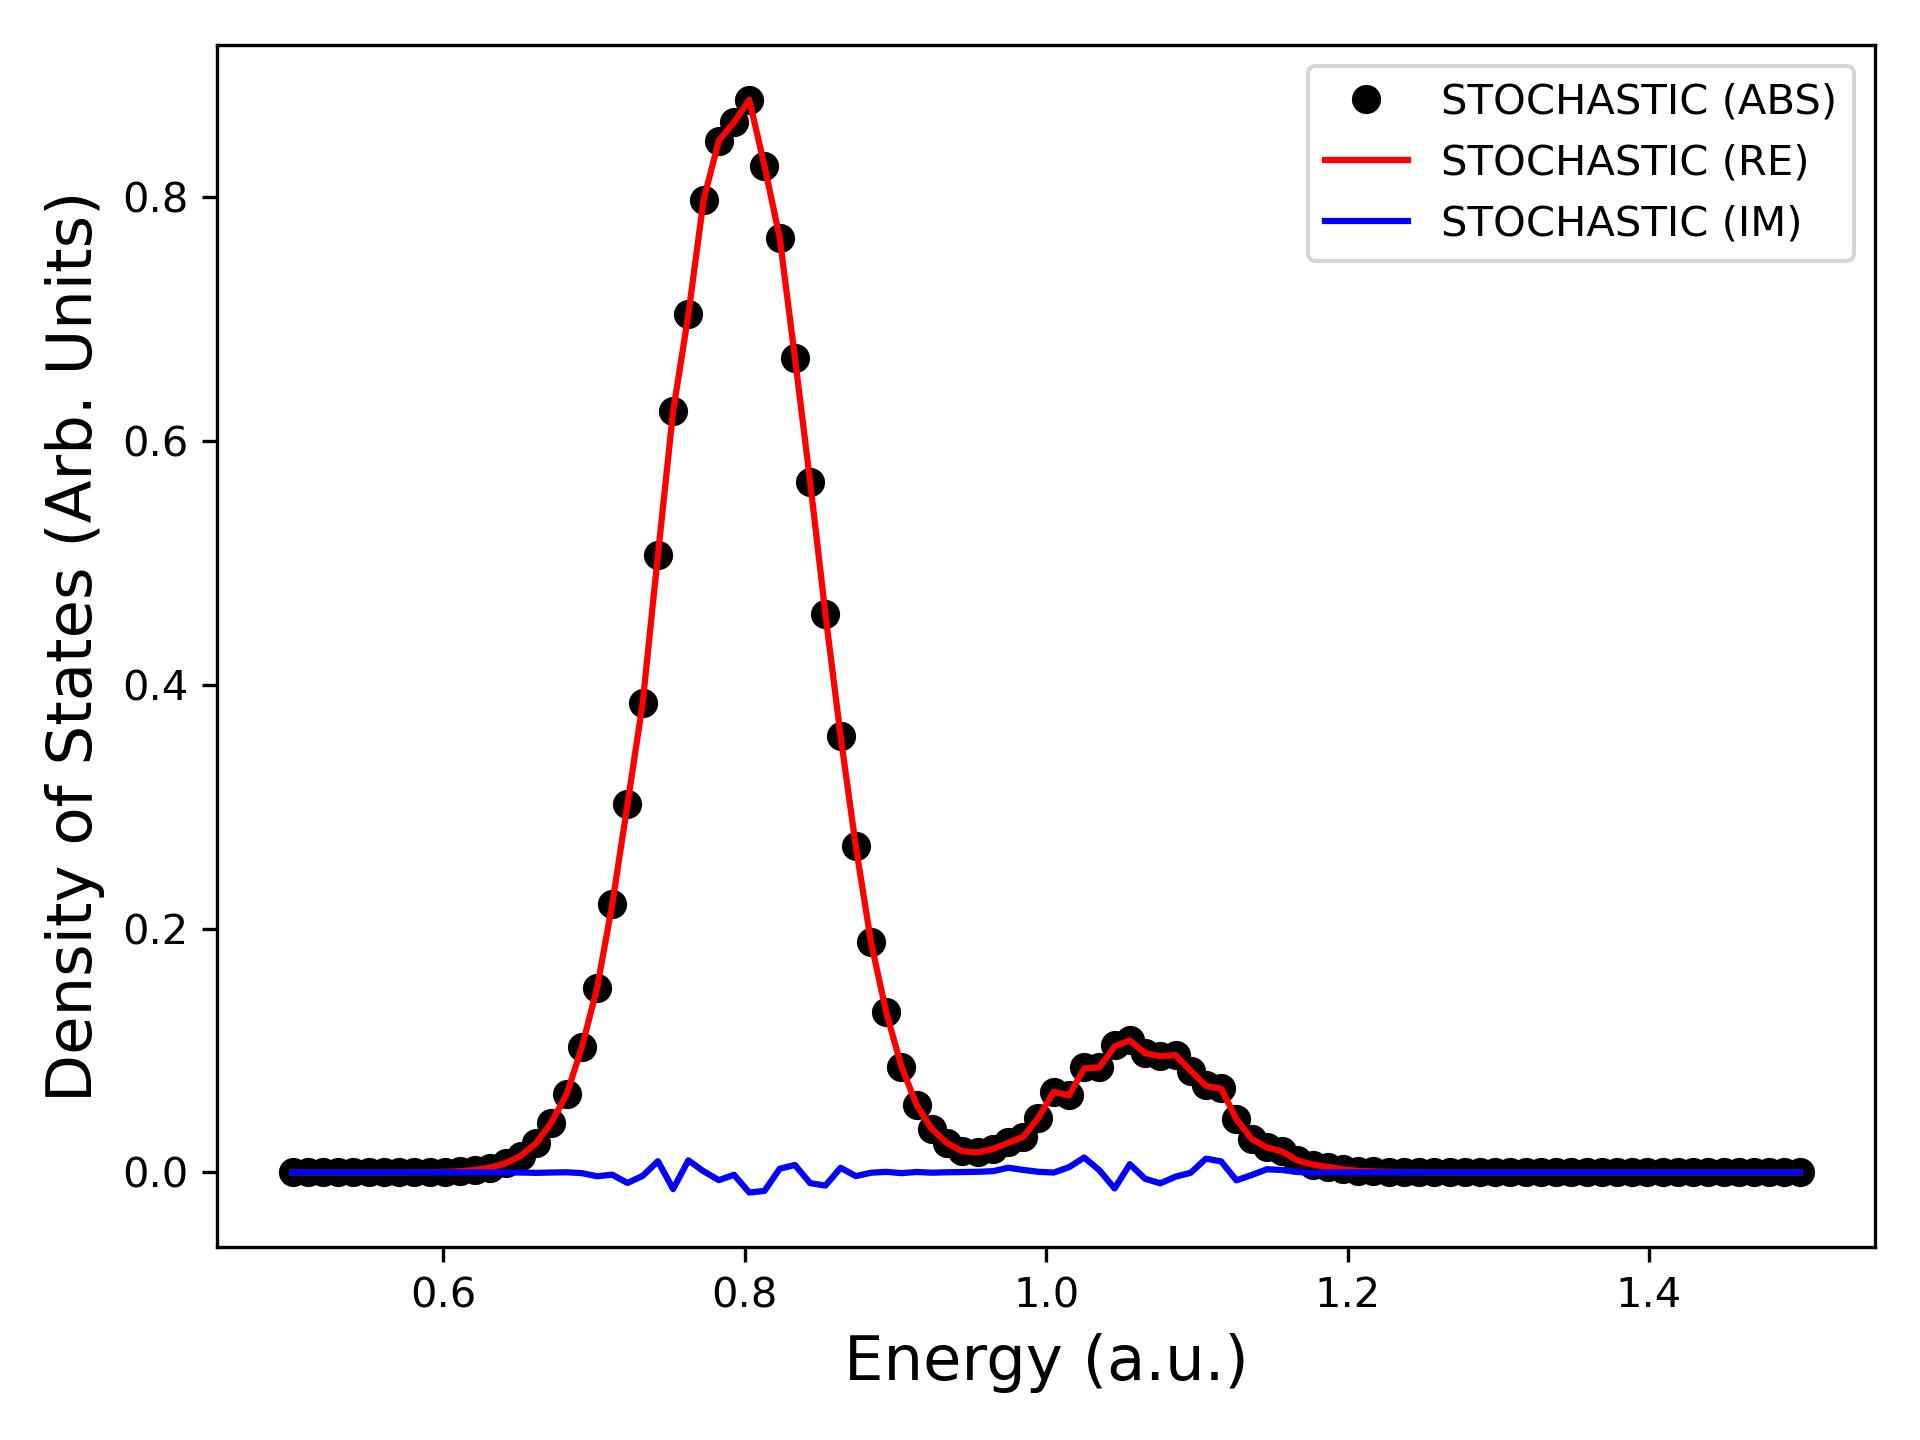 STOCHASTIC (ABS)
STOCHASTIC (RE)
STOCHASTIC (IM)
Density of States (Arb. Units)
0.8
0.6
0.4
0.2
0.0
0.6 0.8 1.0 1.2 1.4
Energy (a.u.)